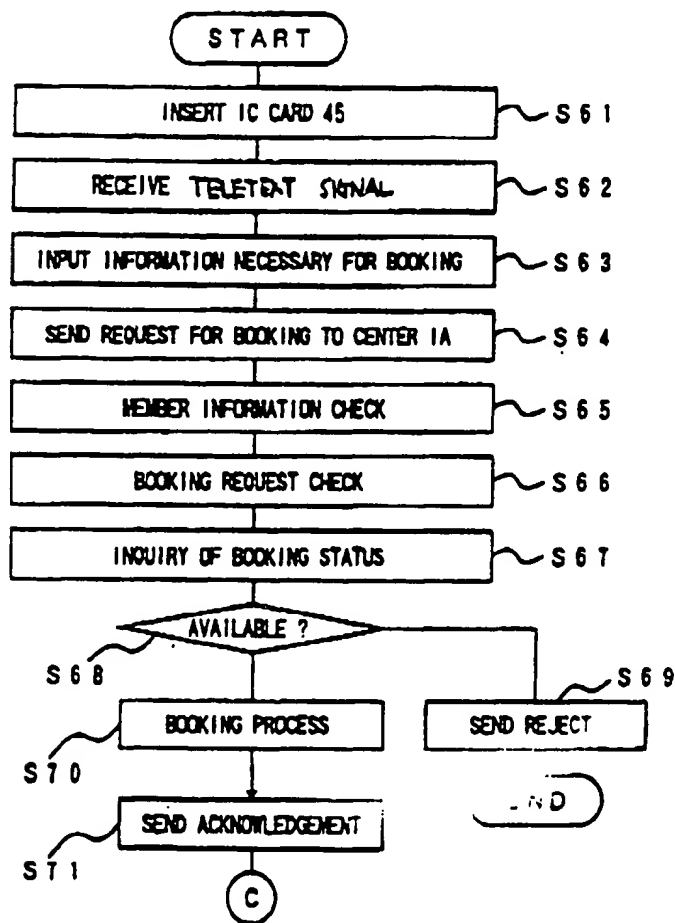 START
INSERT IC CARD 45
S61
RECEIVE TELETEXT SIGNAL
S62
INPUT INFORMATION NECESSARY FOR BOOKING
S63
SEND REQUEST FOR BOOKING TO CENTER 1A
S64
MEMBER INFORMATION CHECK
S65
BOOKING REQUEST CHECK
S66
INQUIRY OF BOOKING STATUS
S67
AVAILABLE ?
S68
S69
BOOKING PROCESS
SEND REJECT
S70
END
SEND ACKNOWLEDGEMENT
S71
C